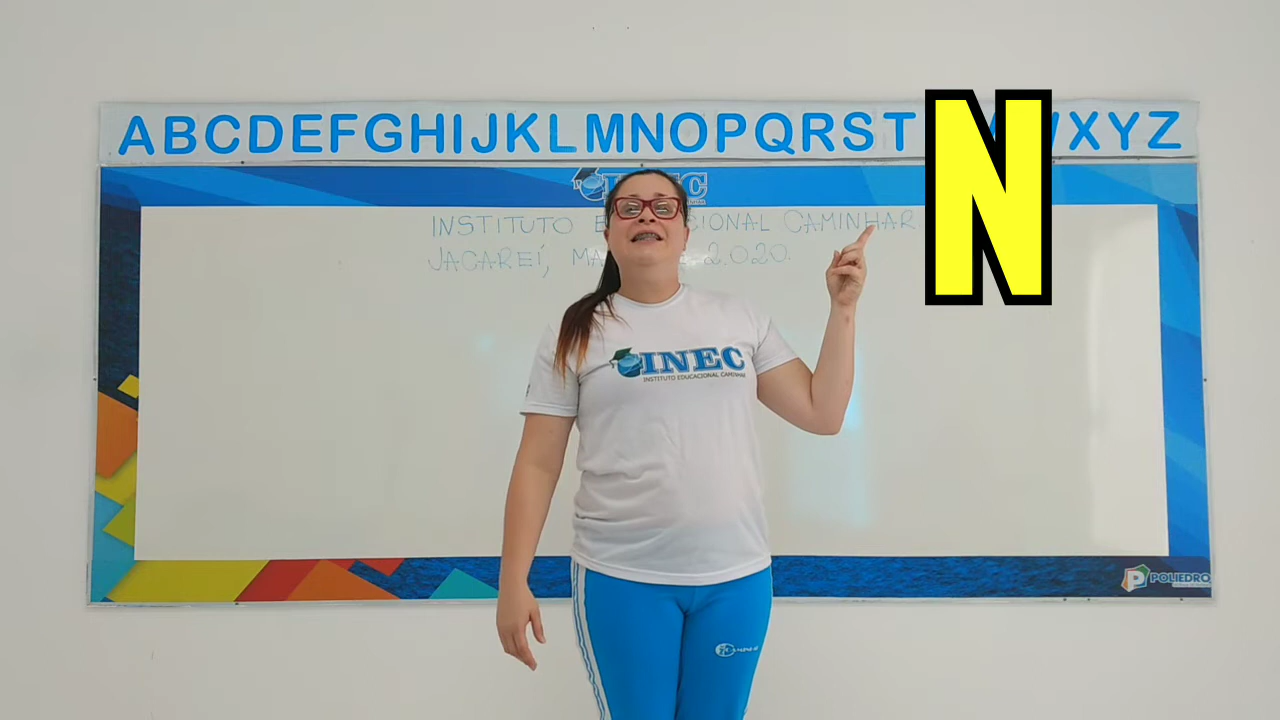 ABCDEFGHIJKLMNOPQRST XYZ
N
INSTITUTO CAMINHAR
JACAREÍ, 2.020.
INEC
INSTITUTO EDUCACIONAL CAMINHAR
POLIEDRO